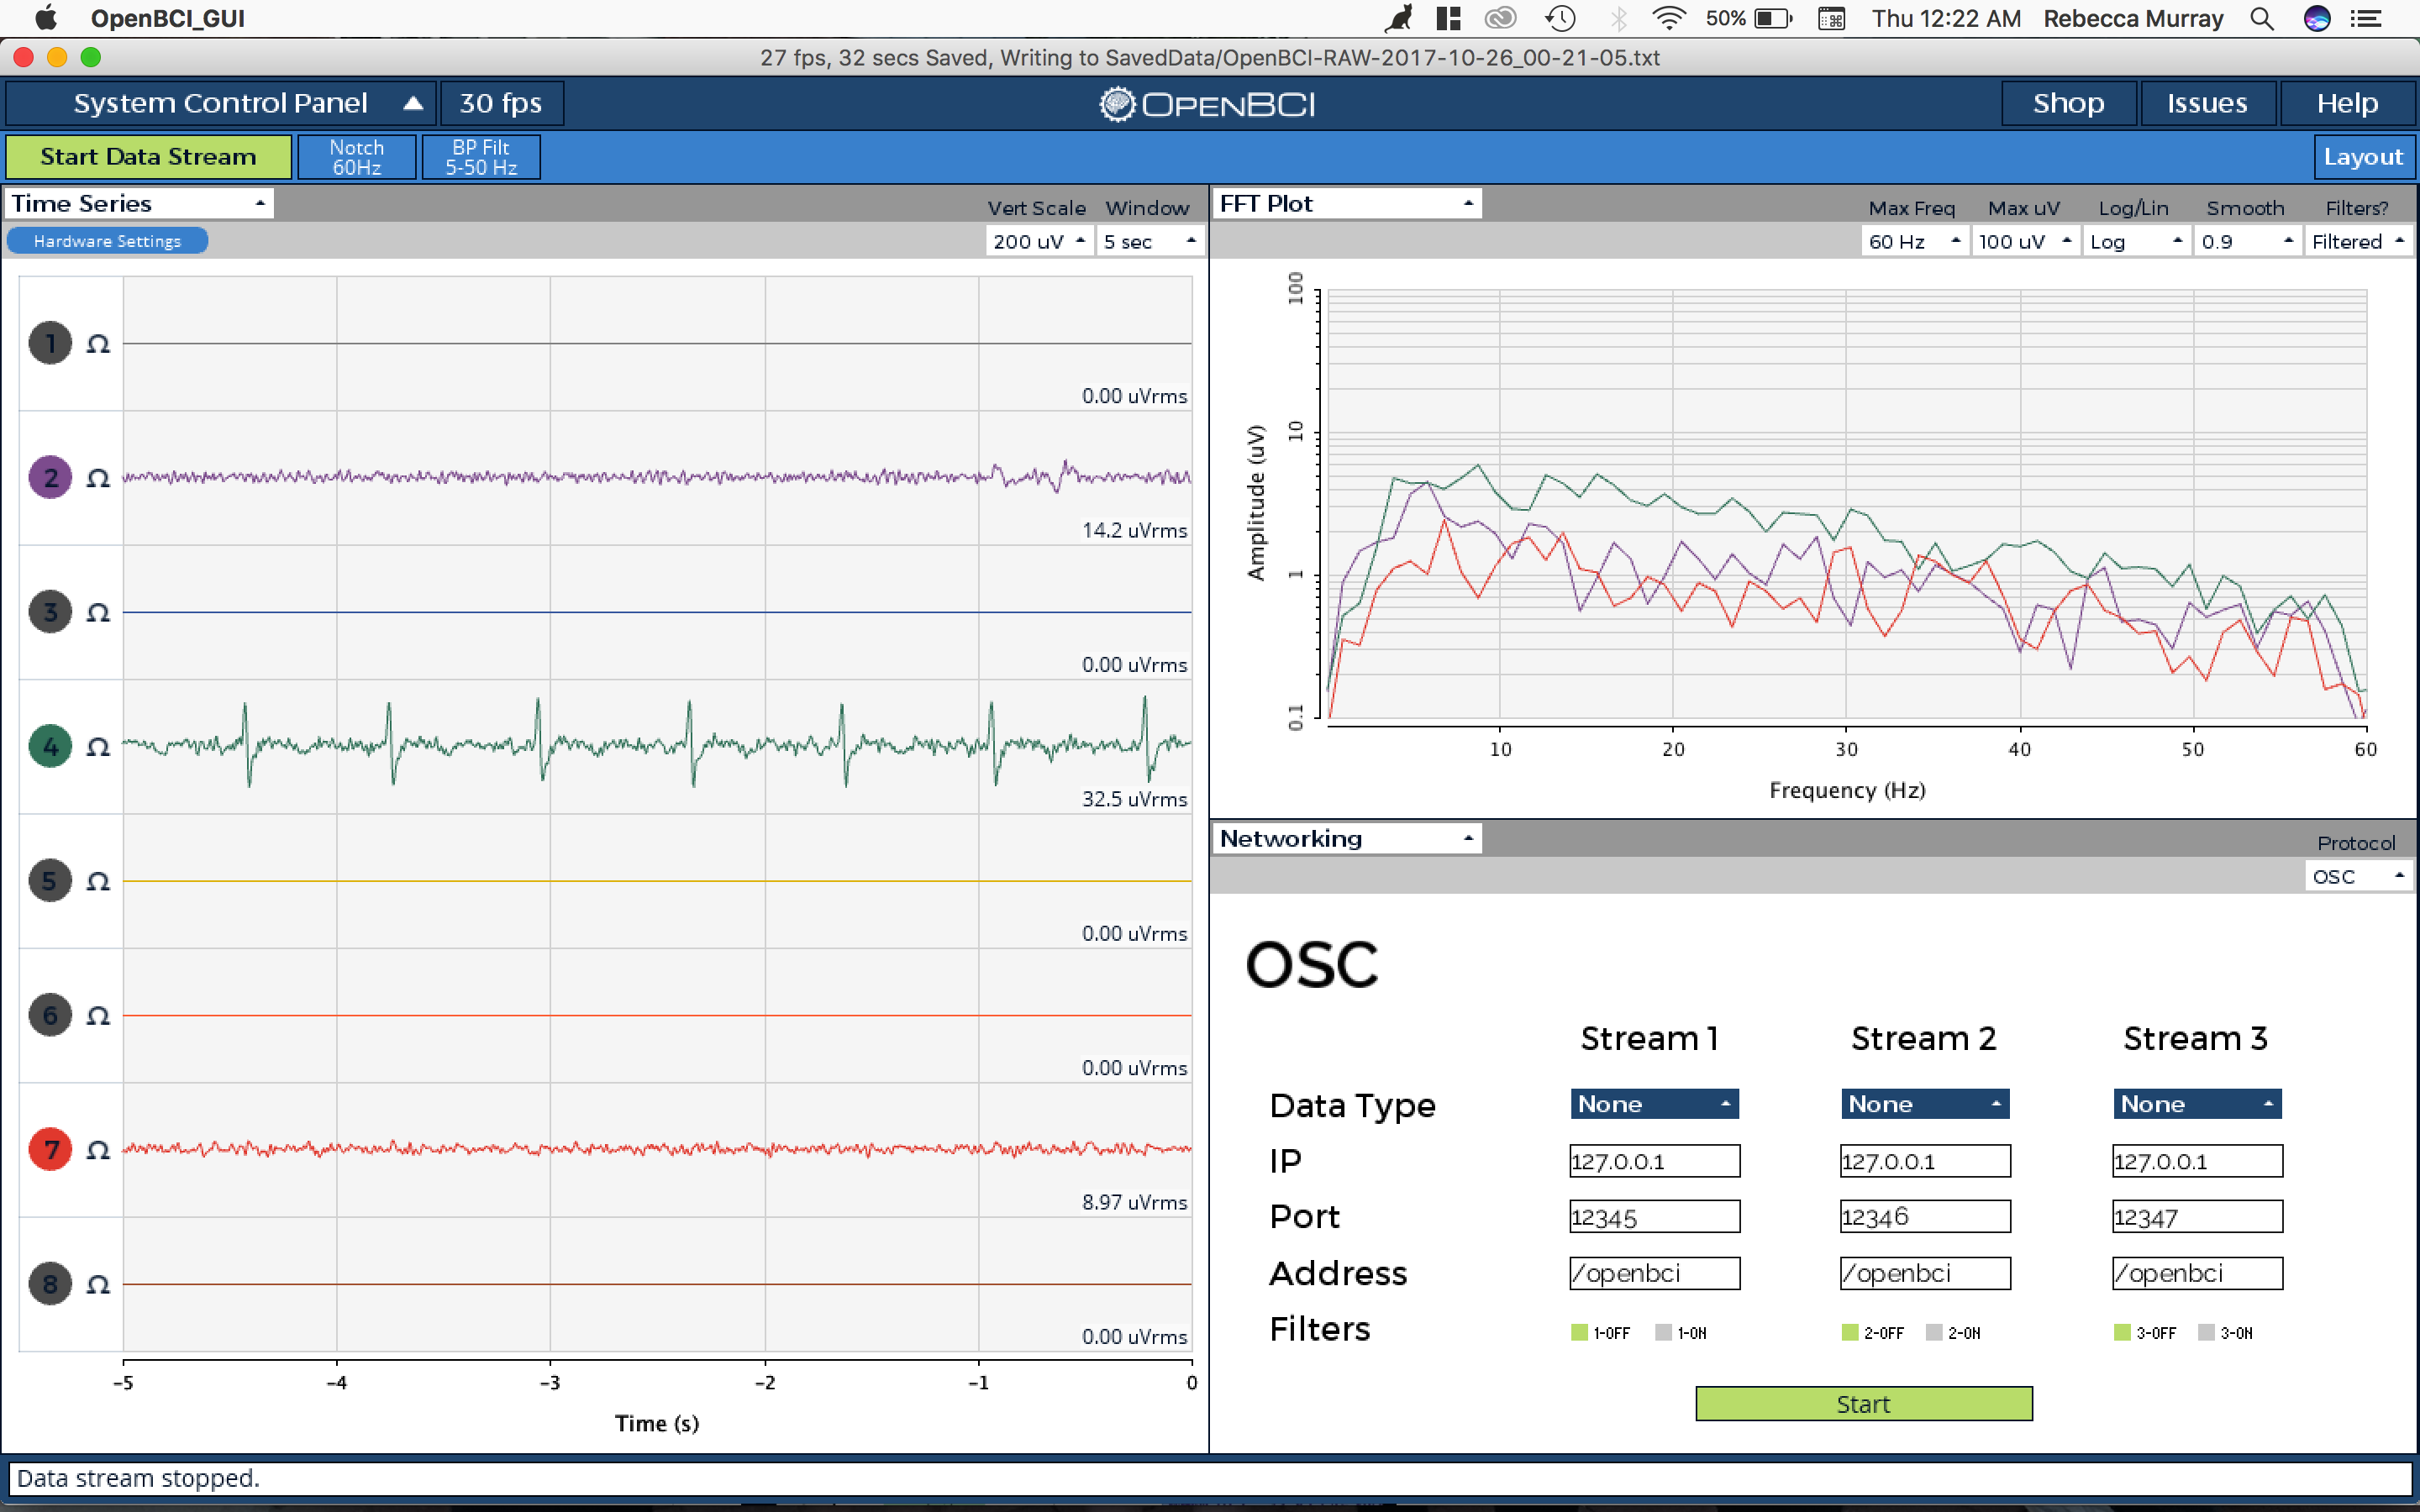 OpenBCI_GUI
50%
Thu 12:22 AM
Rebecca Murray
27 fps, 32 secs Saved, Writing to SavedData/OpenBCI-RAW-2017-10-26_00-21-05.txt
System Control Panel
30 fps
OPENBCI
Shop
Issues
Help
Start Data Stream
Notch
60Hz
BP Filt
5-50 Hz
Layout
Time Series
Vert Scale
Window
Hardware Settings
200 uV
5 sec
1 Ω
0.00 uVrms
2 Ω
14.2 uVrms
3 Ω
0.00 uVrms
4 Ω
32.5 uVrms
5 Ω
0.00 uVrms
6 Ω
0.00 uVrms
7 Ω
8.97 uVrms
8 Ω
0.00 uVrms
-5 -4 -3 -2 -1 0
Time (s)
FFT Plot
Max Freq Max uV Log/Lin Smooth Filters?
60 Hz 100 uV Log 0.9 Filtered
100
10
1
0.1
Amplitude (uV)
10 20 30 40 50 60
Frequency (Hz)
Networking
Protocol
OSC
OSC
Stream 1 Stream 2 Stream 3
Data Type None None None
IP 127.0.0.1 127.0.0.1 127.0.0.1
Port 12345 12346 12347
Address /openbci /openbci /openbci
Filters 1-OFF 1-ON 2-OFF 2-ON 3-OFF 3-ON
Start
Data stream stopped.